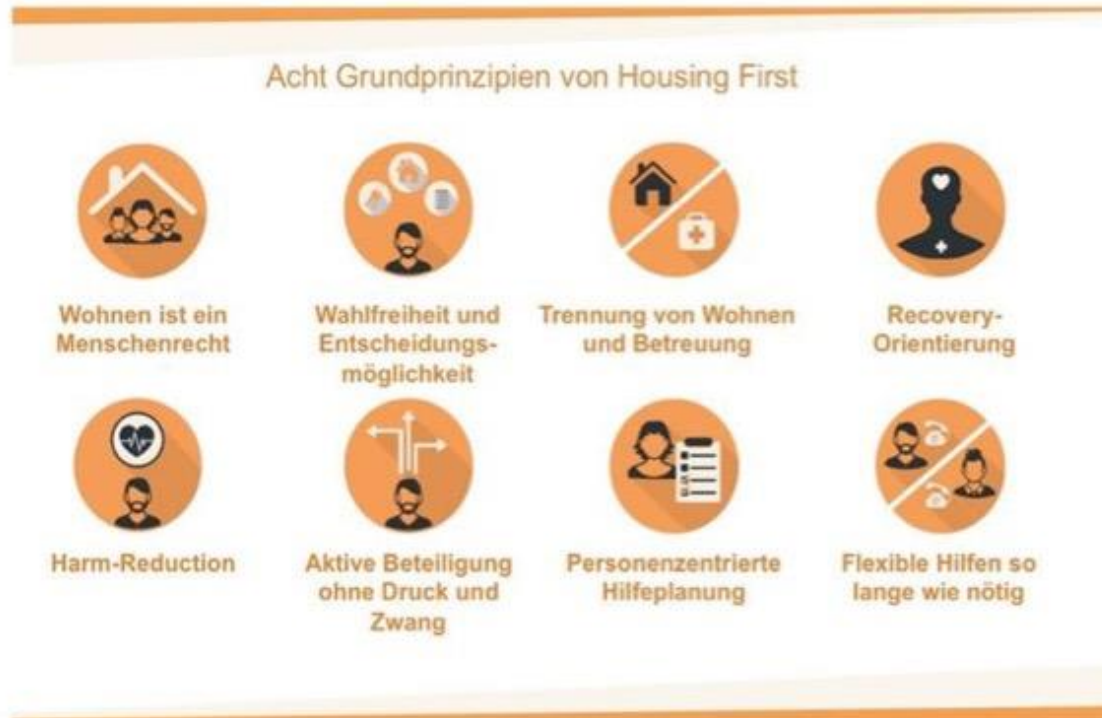 Acht Grundprinzipien von Housing First
Wohnen ist ein
Menschenrecht
Wahlfreiheit und
Entscheidungs-
möglichkeit
Trennung von Wohnen
und Betreuung
Recovery-
Orientierung
Harm-Reduction
Aktive Beteiligung
ohne Druck und
Zwang
Personenzentrierte
Hilfeplanung
Flexible Hilfen so
lange wie nötig